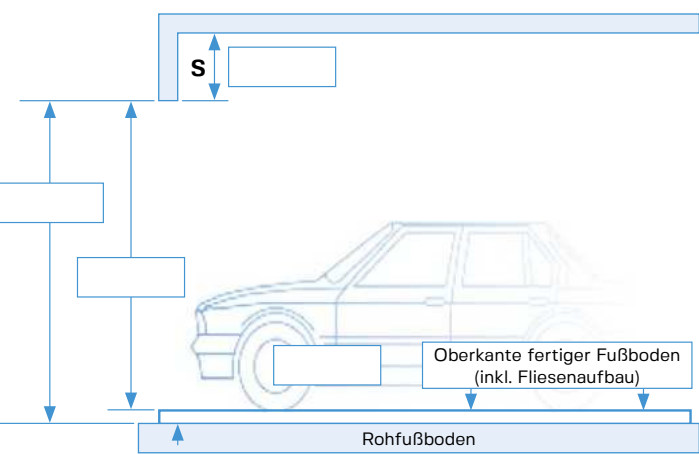 S
Oberkante fertiger Fußboden
(inkl. Fliesenaufbau)
Rohfußboden